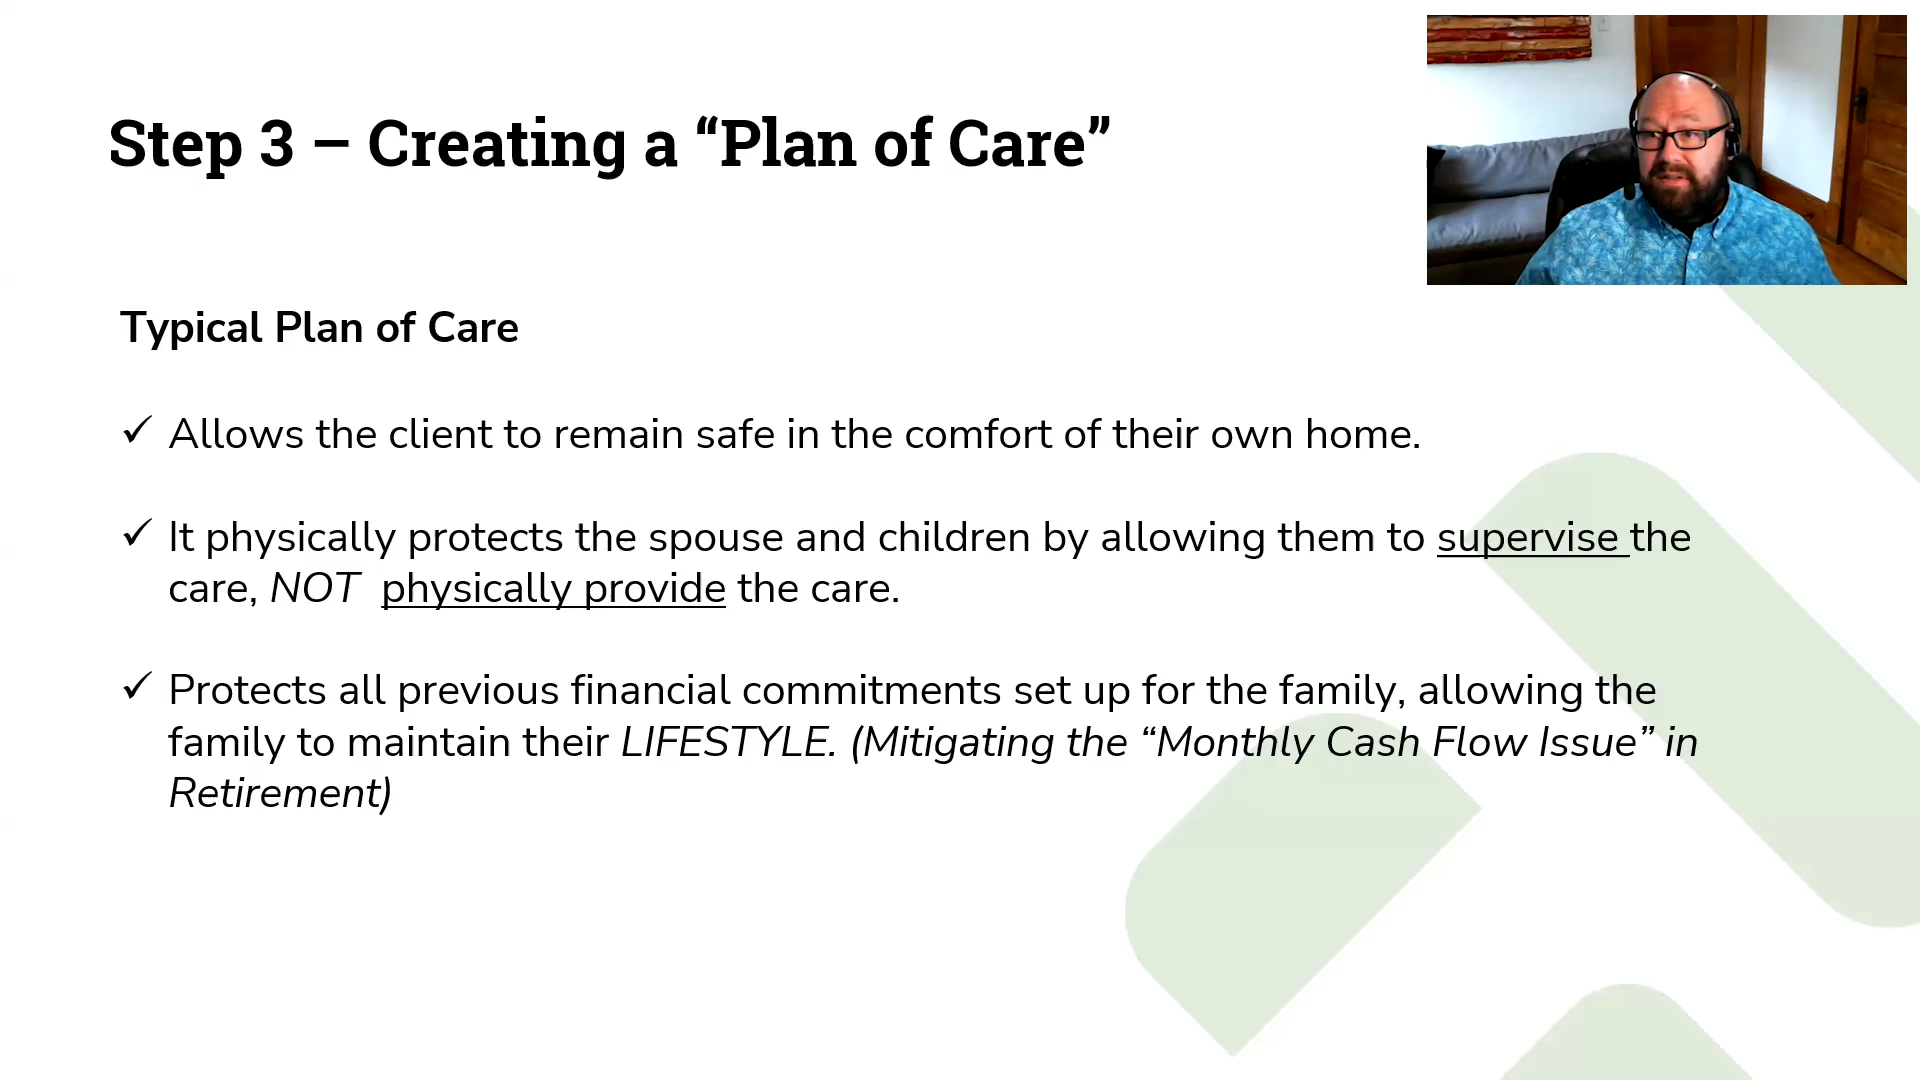 Step 3 – Creating a “Plan of Care”
Typical Plan of Care
✓ Allows the client to remain safe in the comfort of their own home.
✓ It physically protects the spouse and children by allowing them to supervise the
care, NOT physically provide the care.
✓ Protects all previous financial commitments set up for the family, allowing the
family to maintain their LIFESTYLE. (Mitigating the “Monthly Cash Flow Issue” in
Retirement)